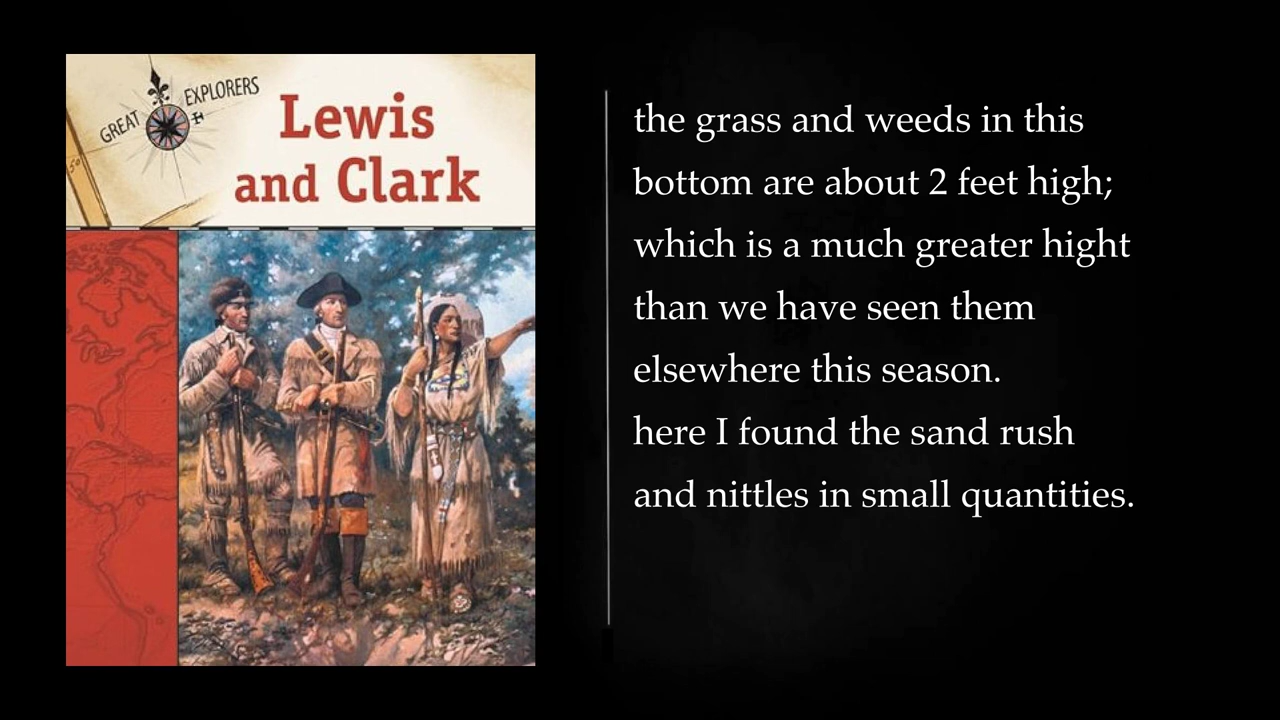 GREAT EXPLORERS
Lewis
and Clark
50
the grass and weeds in this
bottom are about 2 feet high;
which is a much greater hight
than we have seen them
elsewhere this season.
here I found the sand rush
and nittles in small quantities.